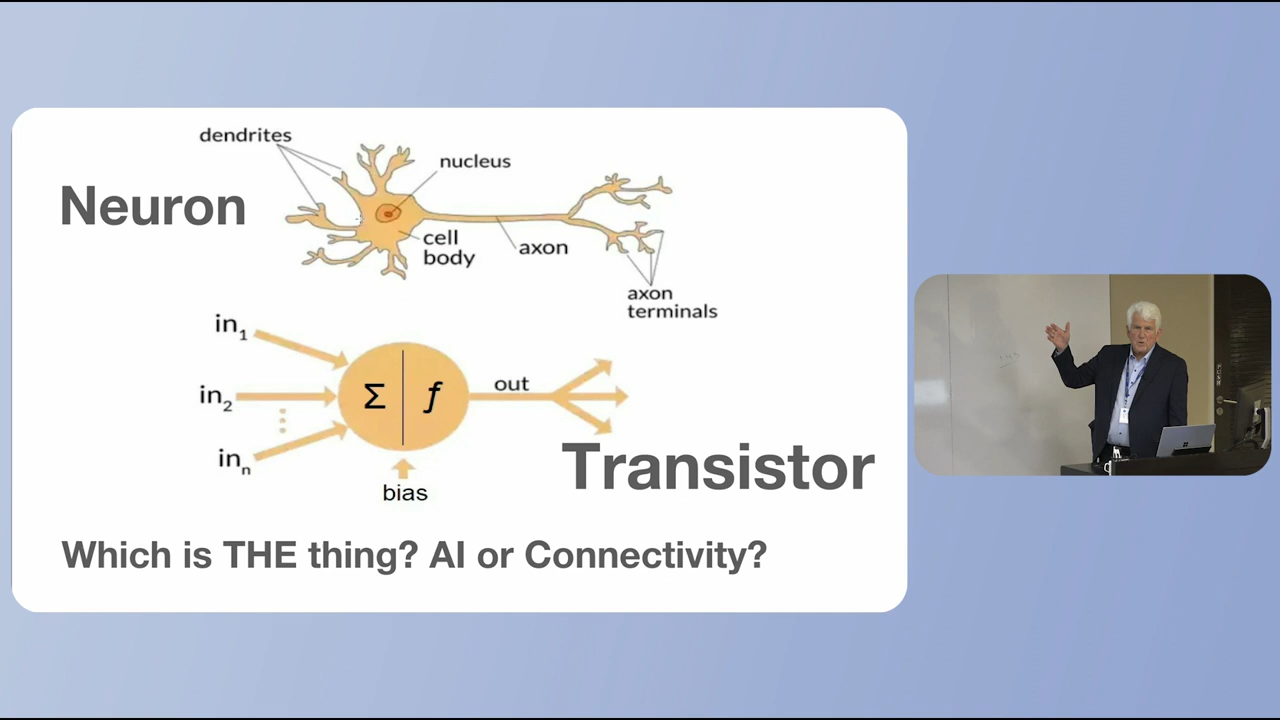 dendrites
nucleus
Neuron
cell
body
axon
axon
terminals
in1
in2
inn
Σ
f
out
bias
Transistor
Which is THE thing? AI or Connectivity?